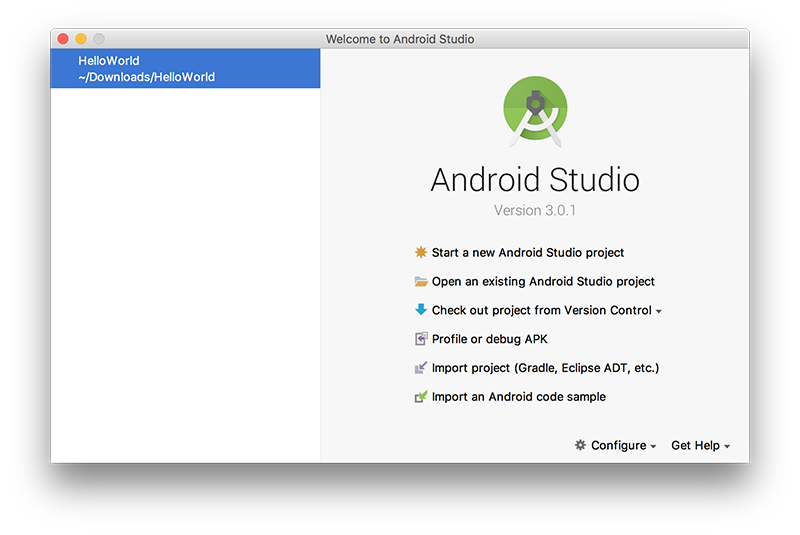 Welcome to Android Studio
HelloWorld
~/Downloads/HelloWorld
Android Studio
Version 3.0.1
Start a new Android Studio project
Open an existing Android Studio project
Check out project from Version Control
Profile or debug APK
Import project (Gradle, Eclipse ADT, etc.)
Import an Android code sample
Configure Get Help